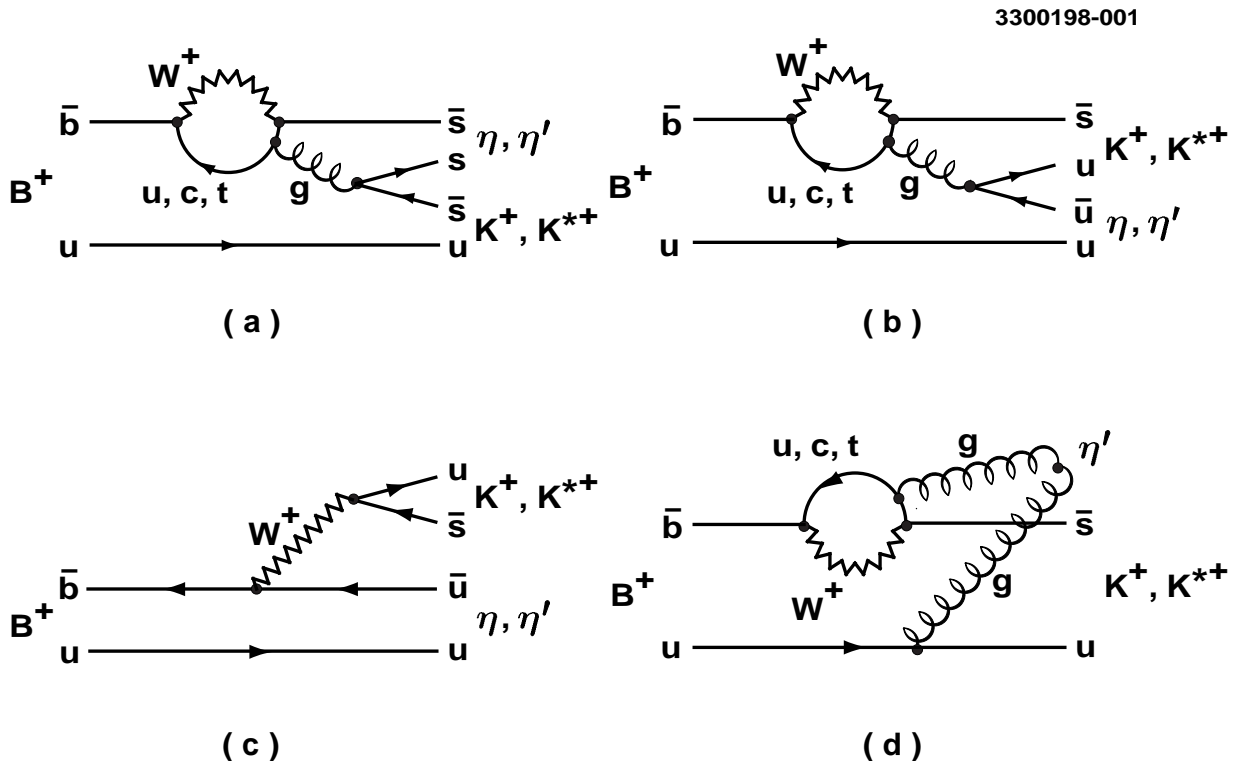 3300198-001
W⁺
b̄
s̄
η, η′
s
B⁺
u, c, t
g
s̄
K⁺, K*⁺
u
u
( a )
W⁺
b̄
s̄
K⁺, K*⁺
u
B⁺
u, c, t
g
ū
η, η′
u
u
( b )
u
K⁺, K*⁺
W⁺
s̄
b̄
ū
B⁺
η, η′
u
u
( c )
u, c, t
g
η′
b̄
s̄
B⁺
W⁺
g
K⁺, K*⁺
u
u
( d )